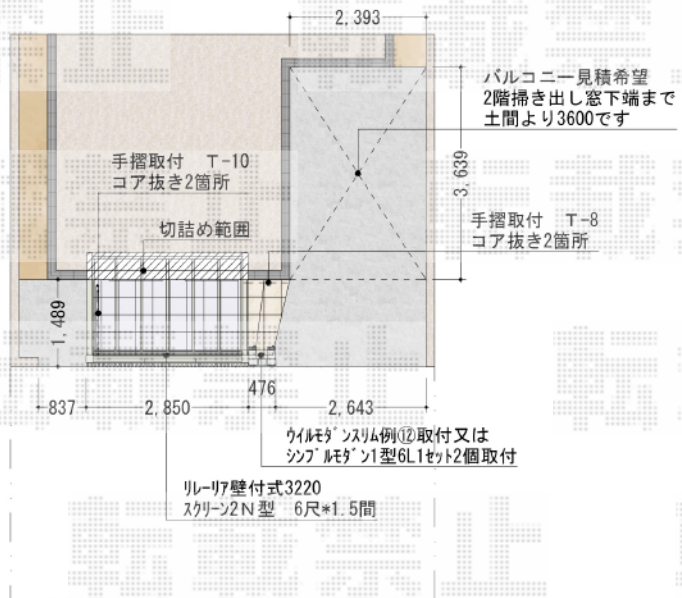 2,393
バルコニー見積希望
2階掃き出し窓下端まで
土間より3600です
3,639
手摺取付 T-10
コア抜き2箇所
切詰め範囲
手摺取付 T-8
コア抜き2箇所
1,489
476
837
2,850
2,643
ウイルモダンスリム例⑫取付又は
シンプルモダン1型6L1セット2個取付
リレーリア壁付式3220
スクリーン2N型 6尺*1.5間
転載禁止